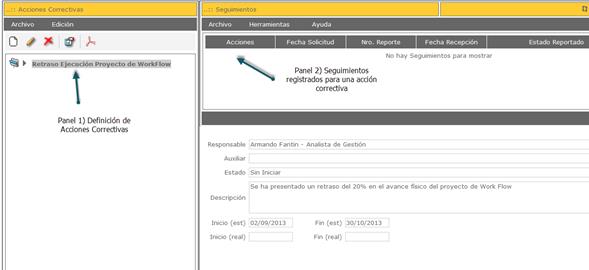 ..:: Acciones Correctivas
Archivo Edición
Retraso Ejecución Proyecto de WorkFlow
Panel 1) Definición de
Acciones Correctivas
..:: Seguimientos
Archivo Herramientas Ayuda
Acciones Fecha Solicitud Nro. Reporte Fecha Recepción Estado Reportado
No hay Seguimientos para mostrar
Panel 2) Seguimientos
registrados para una acción
correctiva
Responsable Armando Fantin - Analista de Gestión
Auxiliar
Estado Sin Iniciar
Descripción Se ha presentado un retraso del 20% en el avance físico del proyecto de Work Flow
Inicio (est) 02/09/2013 Fin (est) 30/10/2013
Inicio (real) Fin (real)